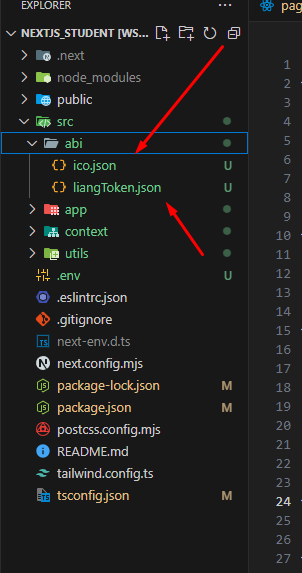 EXPLORER
pag
NEXTJS_STUDENT [WS...
.next
node_modules
public
src
abi
ico.json U
liangToken.json U
app
context
utils
.env U
.eslintrc.json
.gitignore
next-env.d.ts
next.config.mjs
package-lock.json M
package.json M
postcss.config.mjs
README.md
tailwind.config.ts
tsconfig.json M
1
4
5
6
7
8
9
10
11
12
13
14
15
16
17
18
19
20
21
22
23
24
25
26
27